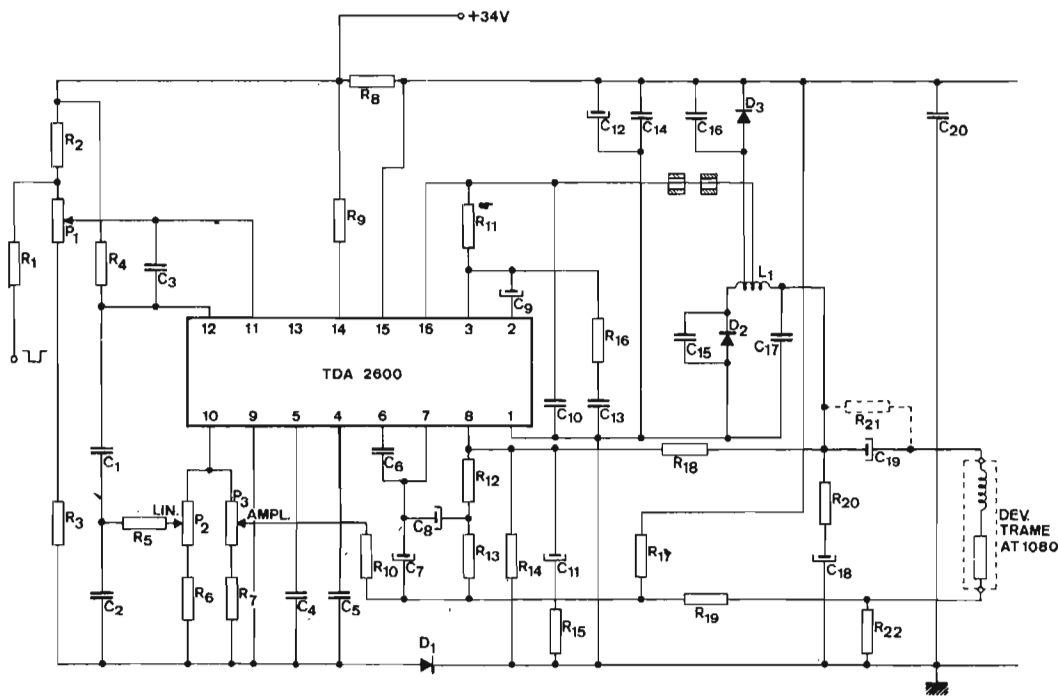 +34V
R8
C12
C14
C16
D3
C20
R2
P1
R1
R4
C3
R9
R11
C9
R16
L1
D2
C15
C17
12 11 13 14 15 16 3 2
TDA 2600
10 9 5 4 6 7 8 1
C10
C13
R21
C19
C1
C6
R12
R18
R20
R3
LIN.
R5
P2
P3
AMPL.
C8
R10
C7
R13
R14
C11
R17
C18
DEV.
TRAME
AT1080
C2
R6
R7
C4
C5
R15
R19
R22
D1